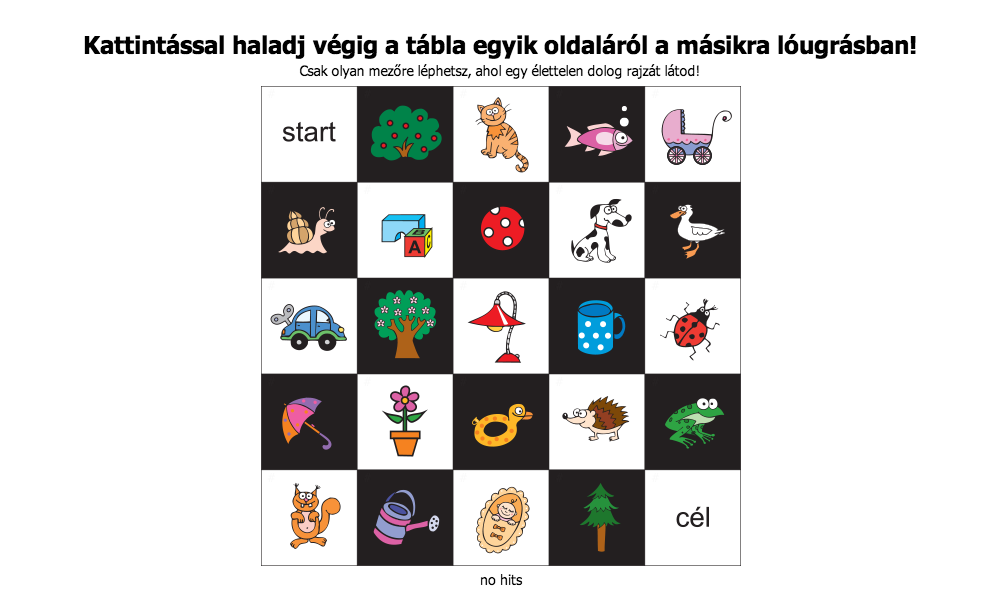 Kattintással haladj végig a tábla egyik oldaláról a másikra lóugrásban!
Csak olyan mezőre léphetsz, ahol egy élettelen dolog rajzát látod!
start
B
A C
cél
no hits